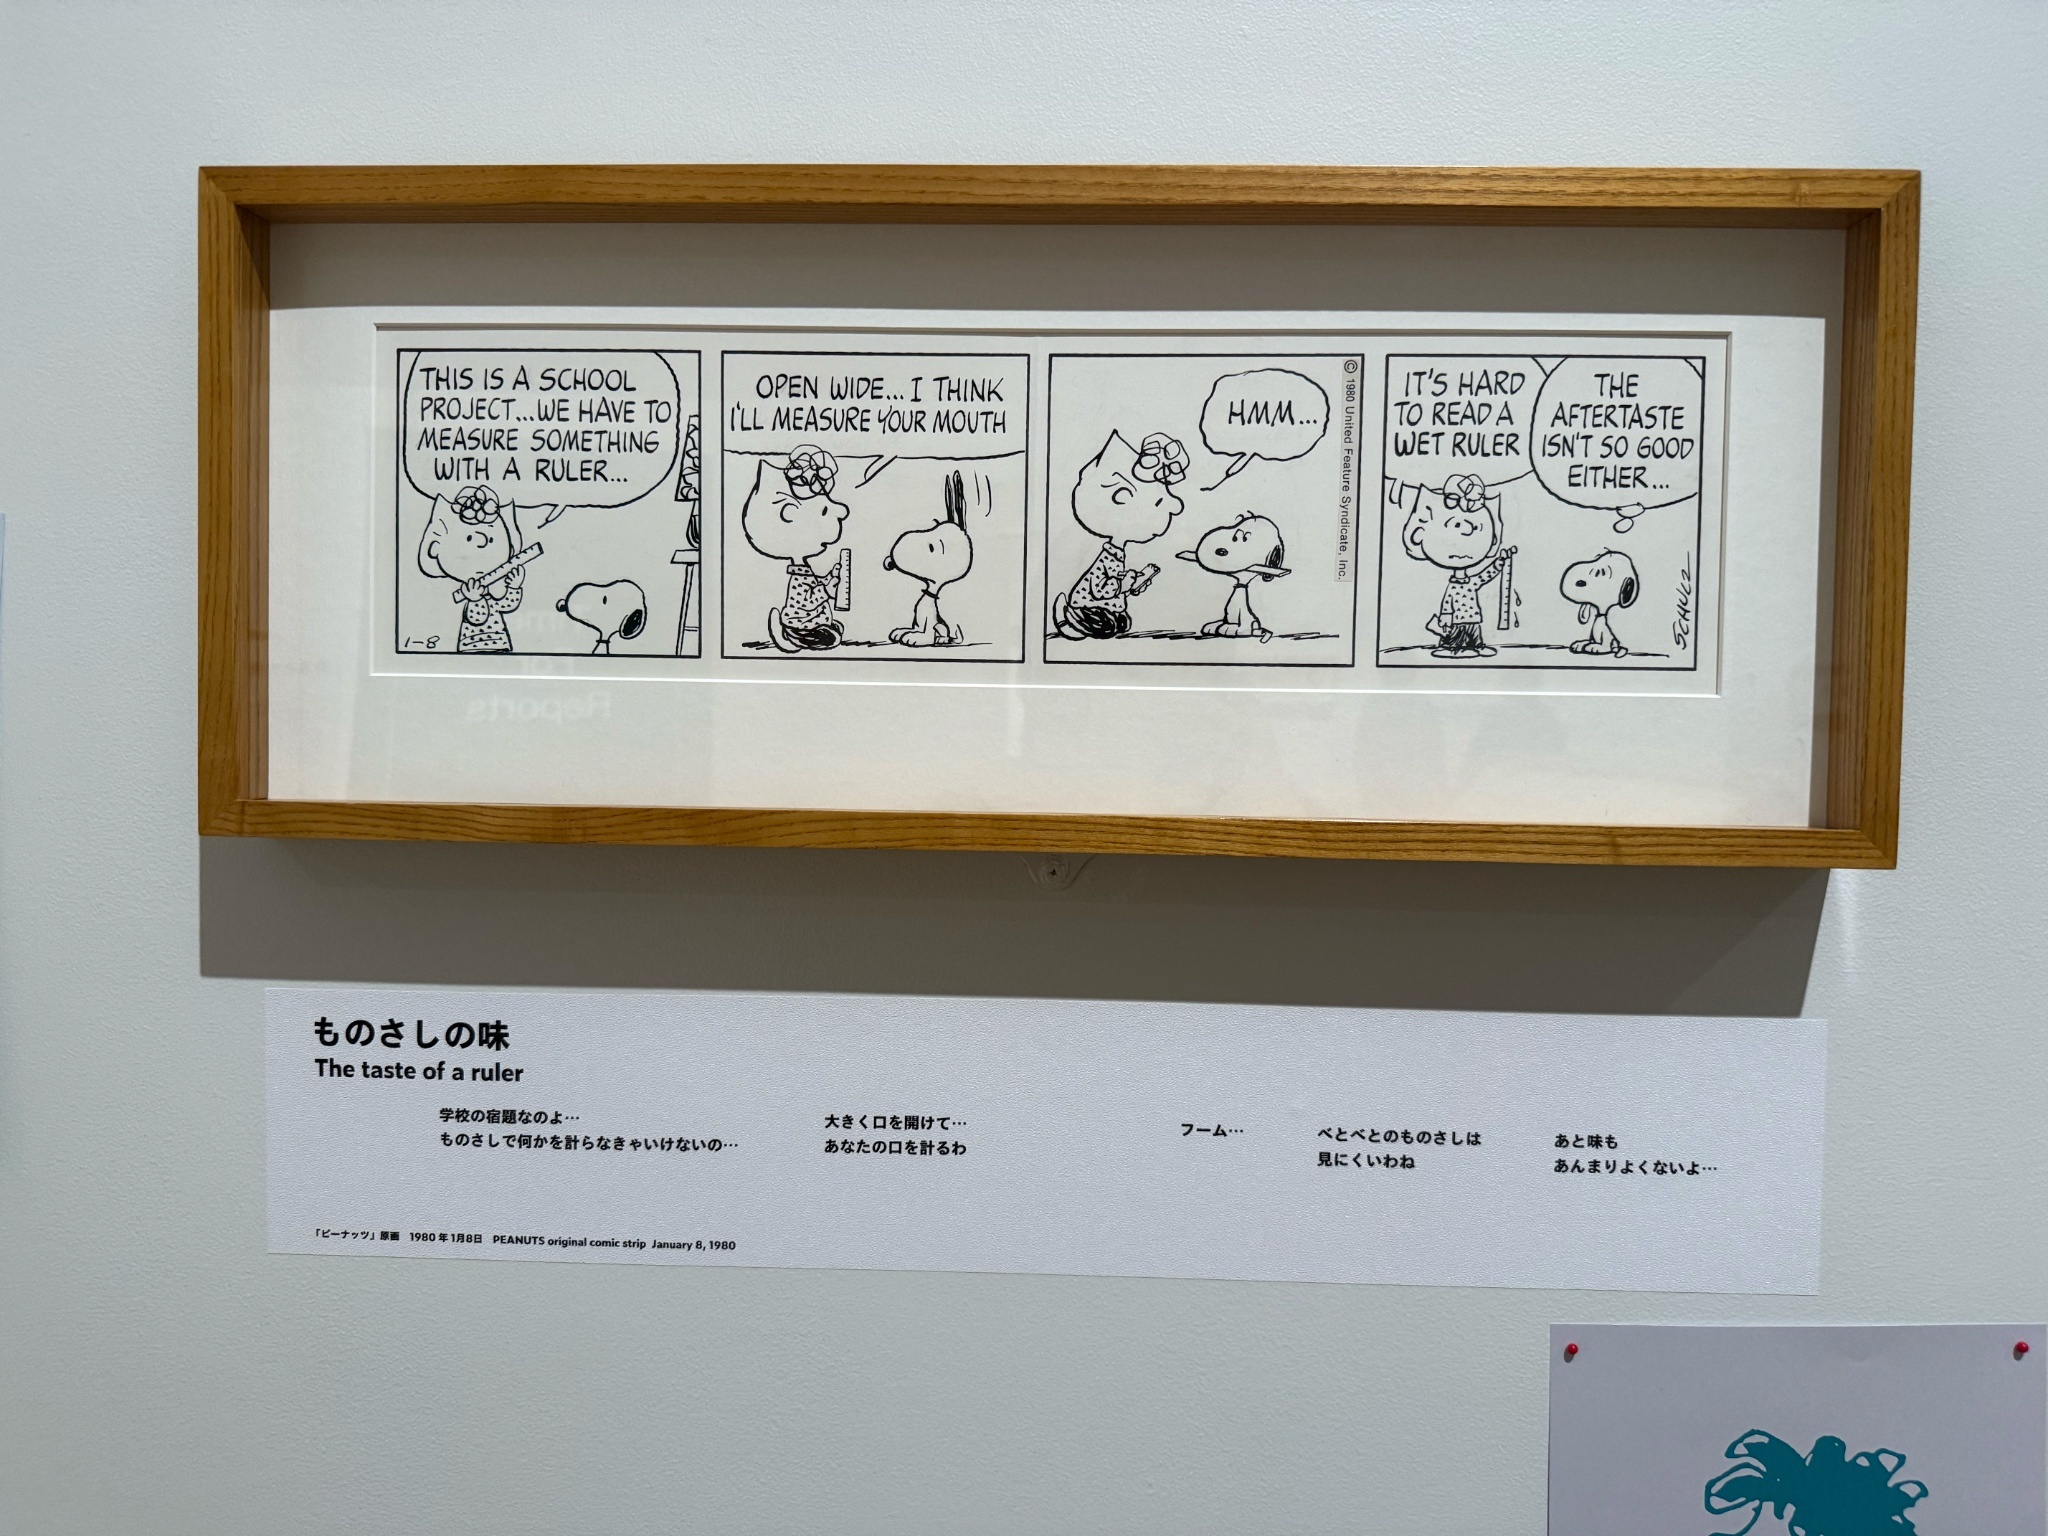 THIS IS A SCHOOL
PROJECT...WE HAVE TO
MEASURE SOMETHING
WITH A RULER...
1-8
OPEN WIDE...I THINK
I'LL MEASURE YOUR MOUTH
HMM...
© 1980 United Feature Syndicate, Inc.
IT'S HARD
TO READ A
WET RULER
THE
AFTERTASTE
ISN'T SO GOOD
EITHER...
SCHULZ
Reports
ものさしの味
The taste of a ruler
学校の宿題なのよ…
ものさしで何かを計らなきゃいけないの…
大きく口を開けて…
あなたの口を計るわ
フーム…
べとべとのものさしは
見にくいわね
あと味も
あんまりよくないよ…
「ピーナッツ」原画 1980年1月8日 PEANUTS original comic strip January 8, 1980